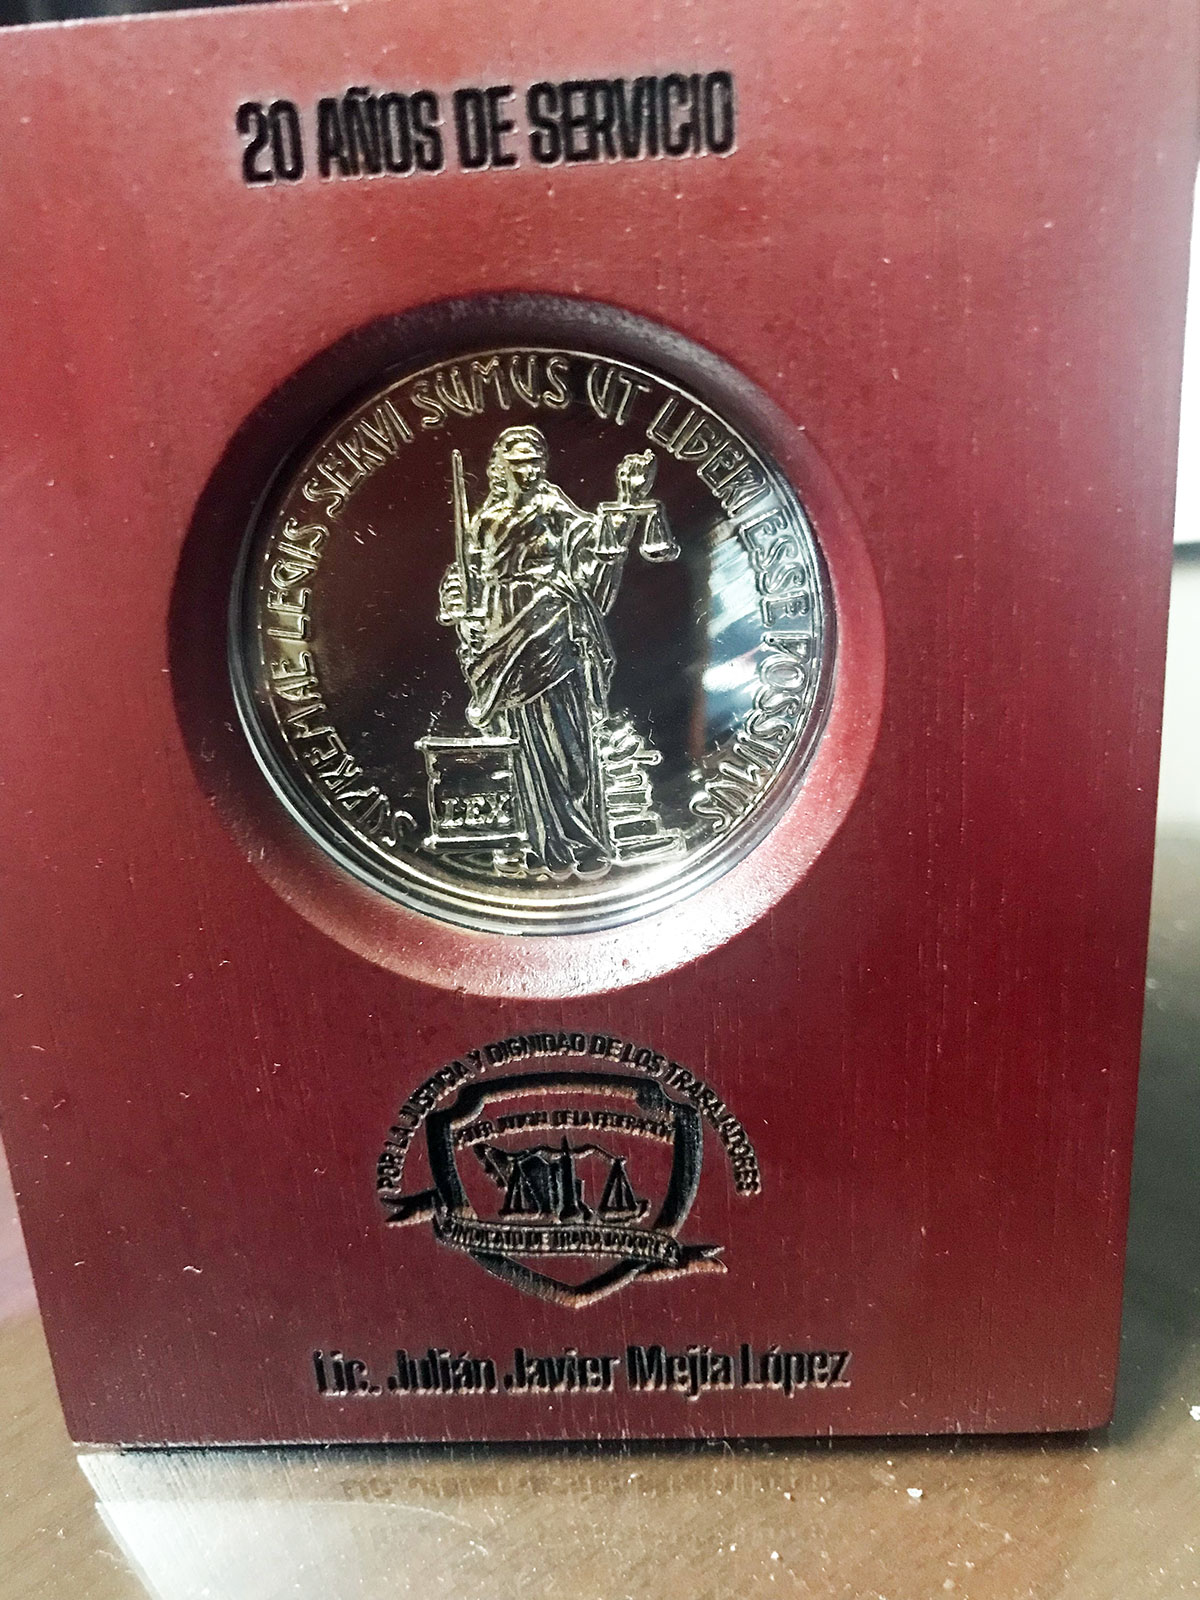 20 AÑOS DE SERVICIO
SUPREMAE LEGIS SERVI SUMUS UT LIBERI ESSE POSSIMUS
LEX
POR LA JUSTICIA Y DIGNIDAD DE LOS TRABAJADORES
PODER JUDICIAL DE LA FEDERACIÓN
SINDICATO DE TRABAJADORES
Lic. Julián Javier Mejía López